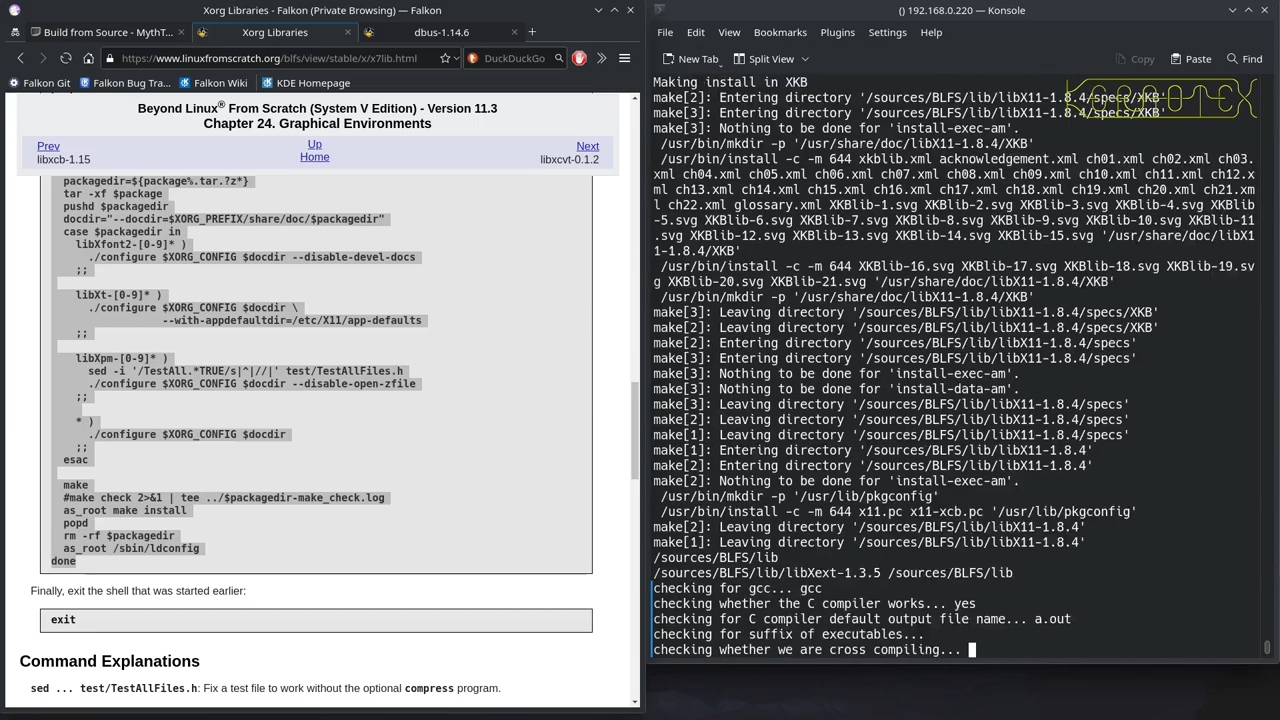 Xorg Libraries - Falkon (Private Browsing) — Falkon
Build from Source - MythT...
Xorg Libraries
dbus-1.14.6
https://www.linuxfromscratch.org/blfs/view/stable/x/x7lib.html
DuckDuckGo
Falkon Git
Falkon Bug Tra...
Falkon Wiki
KDE Homepage
Beyond Linux® From Scratch (System V Edition) - Version 11.3
Chapter 24. Graphical Environments
Prev
Up
Next
libxcb-1.15
Home
libxcvt-0.1.2
packagedir=${package%.tar.?z*}
tar -xf $package
pushd $packagedir
docdir="--docdir=$XORG_PREFIX/share/doc/$packagedir"
case $packagedir in
libXfont2-[0-9]* )
./configure $XORG_CONFIG $docdir --disable-devel-docs
;;
libXt-[0-9]* )
./configure $XORG_CONFIG $docdir \
--with-appdefaultdir=/etc/X11/app-defaults
;;
libXpm-[0-9]* )
sed -i '/TestAll.*TRUE/s|^|//|' test/TestAllFiles.h
./configure $XORG_CONFIG $docdir --disable-open-zfile
;;
* )
./configure $XORG_CONFIG $docdir
;;
esac
make
#make check 2>&1 | tee ../$packagedir-make_check.log
as_root make install
popd
rm -rf $packagedir
as_root /sbin/ldconfig
done
Finally, exit the shell that was started earlier:
exit
Command Explanations
sed ... test/TestAllFiles.h: Fix a test file to work without the optional compress program.
() 192.168.0.220 — Konsole
File Edit View Bookmarks Plugins Settings Help
New Tab
Split View
Copy
Paste
Find
Making install in XKB
make[2]: Entering directory '/sources/BLFS/lib/libX11-1.8.4/specs/XKB'
make[3]: Entering directory '/sources/BLFS/lib/libX11-1.8.4/specs/XKB'
make[3]: Nothing to be done for 'install-exec-am'.
/usr/bin/mkdir -p '/usr/share/doc/libX11-1.8.4/XKB'
/usr/bin/install -c -m 644 xkblib.xml acknowledgement.xml ch01.xml ch02.xml ch03.
xml ch04.xml ch05.xml ch06.xml ch07.xml ch08.xml ch09.xml ch10.xml ch11.xml ch12.x
ml ch13.xml ch14.xml ch15.xml ch16.xml ch17.xml ch18.xml ch19.xml ch20.xml ch21.xm
l ch22.xml glossary.xml XKBlib-1.svg XKBlib-2.svg XKBlib-3.svg XKBlib-4.svg XKBlib
-5.svg XKBlib-6.svg XKBlib-7.svg XKBlib-8.svg XKBlib-9.svg XKBlib-10.svg XKBlib-11
.svg XKBlib-12.svg XKBlib-13.svg XKBlib-14.svg XKBlib-15.svg '/usr/share/doc/libX1
1-1.8.4/XKB'
/usr/bin/install -c -m 644 XKBlib-16.svg XKBlib-17.svg XKBlib-18.svg XKBlib-19.sv
g XKBlib-20.svg XKBlib-21.svg '/usr/share/doc/libX11-1.8.4/XKB'
/usr/bin/mkdir -p '/usr/share/doc/libX11-1.8.4/XKB'
make[3]: Leaving directory '/sources/BLFS/lib/libX11-1.8.4/specs/XKB'
make[2]: Leaving directory '/sources/BLFS/lib/libX11-1.8.4/specs/XKB'
make[2]: Entering directory '/sources/BLFS/lib/libX11-1.8.4/specs'
make[3]: Entering directory '/sources/BLFS/lib/libX11-1.8.4/specs'
make[3]: Nothing to be done for 'install-exec-am'.
make[3]: Nothing to be done for 'install-data-am'.
make[3]: Leaving directory '/sources/BLFS/lib/libX11-1.8.4/specs'
make[2]: Leaving directory '/sources/BLFS/lib/libX11-1.8.4/specs'
make[1]: Leaving directory '/sources/BLFS/lib/libX11-1.8.4/specs'
make[1]: Entering directory '/sources/BLFS/lib/libX11-1.8.4'
make[2]: Entering directory '/sources/BLFS/lib/libX11-1.8.4'
make[2]: Nothing to be done for 'install-exec-am'.
/usr/bin/mkdir -p '/usr/lib/pkgconfig'
/usr/bin/install -c -m 644 x11.pc x11-xcb.pc '/usr/lib/pkgconfig'
make[2]: Leaving directory '/sources/BLFS/lib/libX11-1.8.4'
make[1]: Leaving directory '/sources/BLFS/lib/libX11-1.8.4'
/sources/BLFS/lib
/sources/BLFS/lib/libXext-1.3.5 /sources/BLFS/lib
checking for gcc... gcc
checking whether the C compiler works... yes
checking for C compiler default output file name... a.out
checking for suffix of executables...
checking whether we are cross compiling...